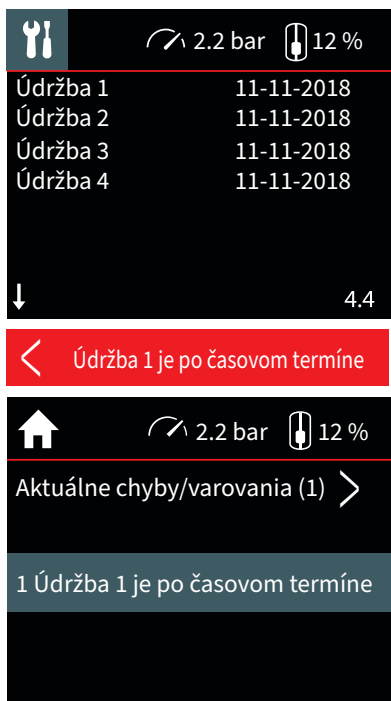 2.2 bar 12 %
Údržba 1 11-11-2018
Údržba 2 11-11-2018
Údržba 3 11-11-2018
Údržba 4 11-11-2018
4.4
Údržba 1 je po časovom termíne
2.2 bar 12 %
Aktuálne chyby/varovania (1)
1 Údržba 1 je po časovom termíne